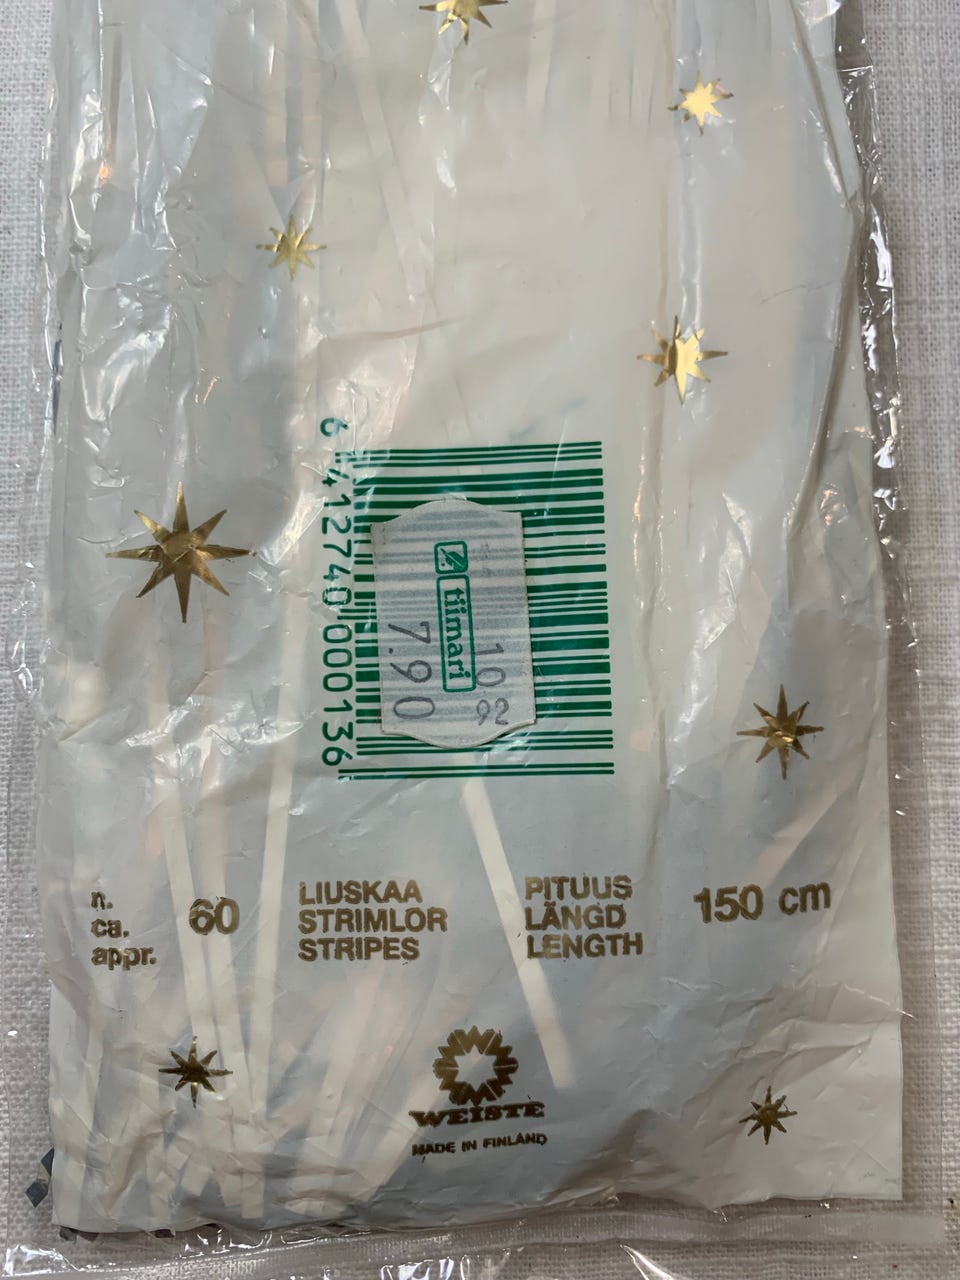 6 412740 000136
tiimari
10 92
7.90
n.
ca.
appr.
60
LIUSKAA
STRIMLOR
STRIPES
PITUUS
LÄNGD
LENGTH
150 cm
WEISTE
MADE IN FINLAND